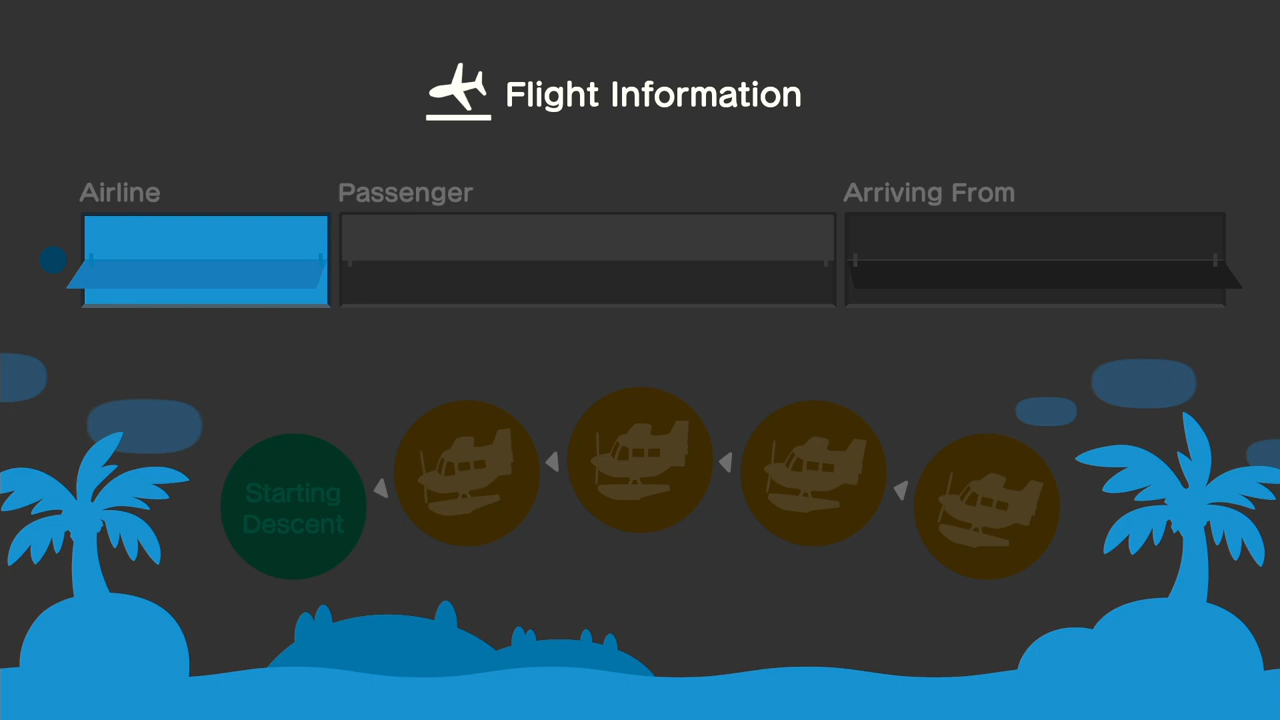 Flight Information
Airline
Passenger
Arriving From
Starting
Descent